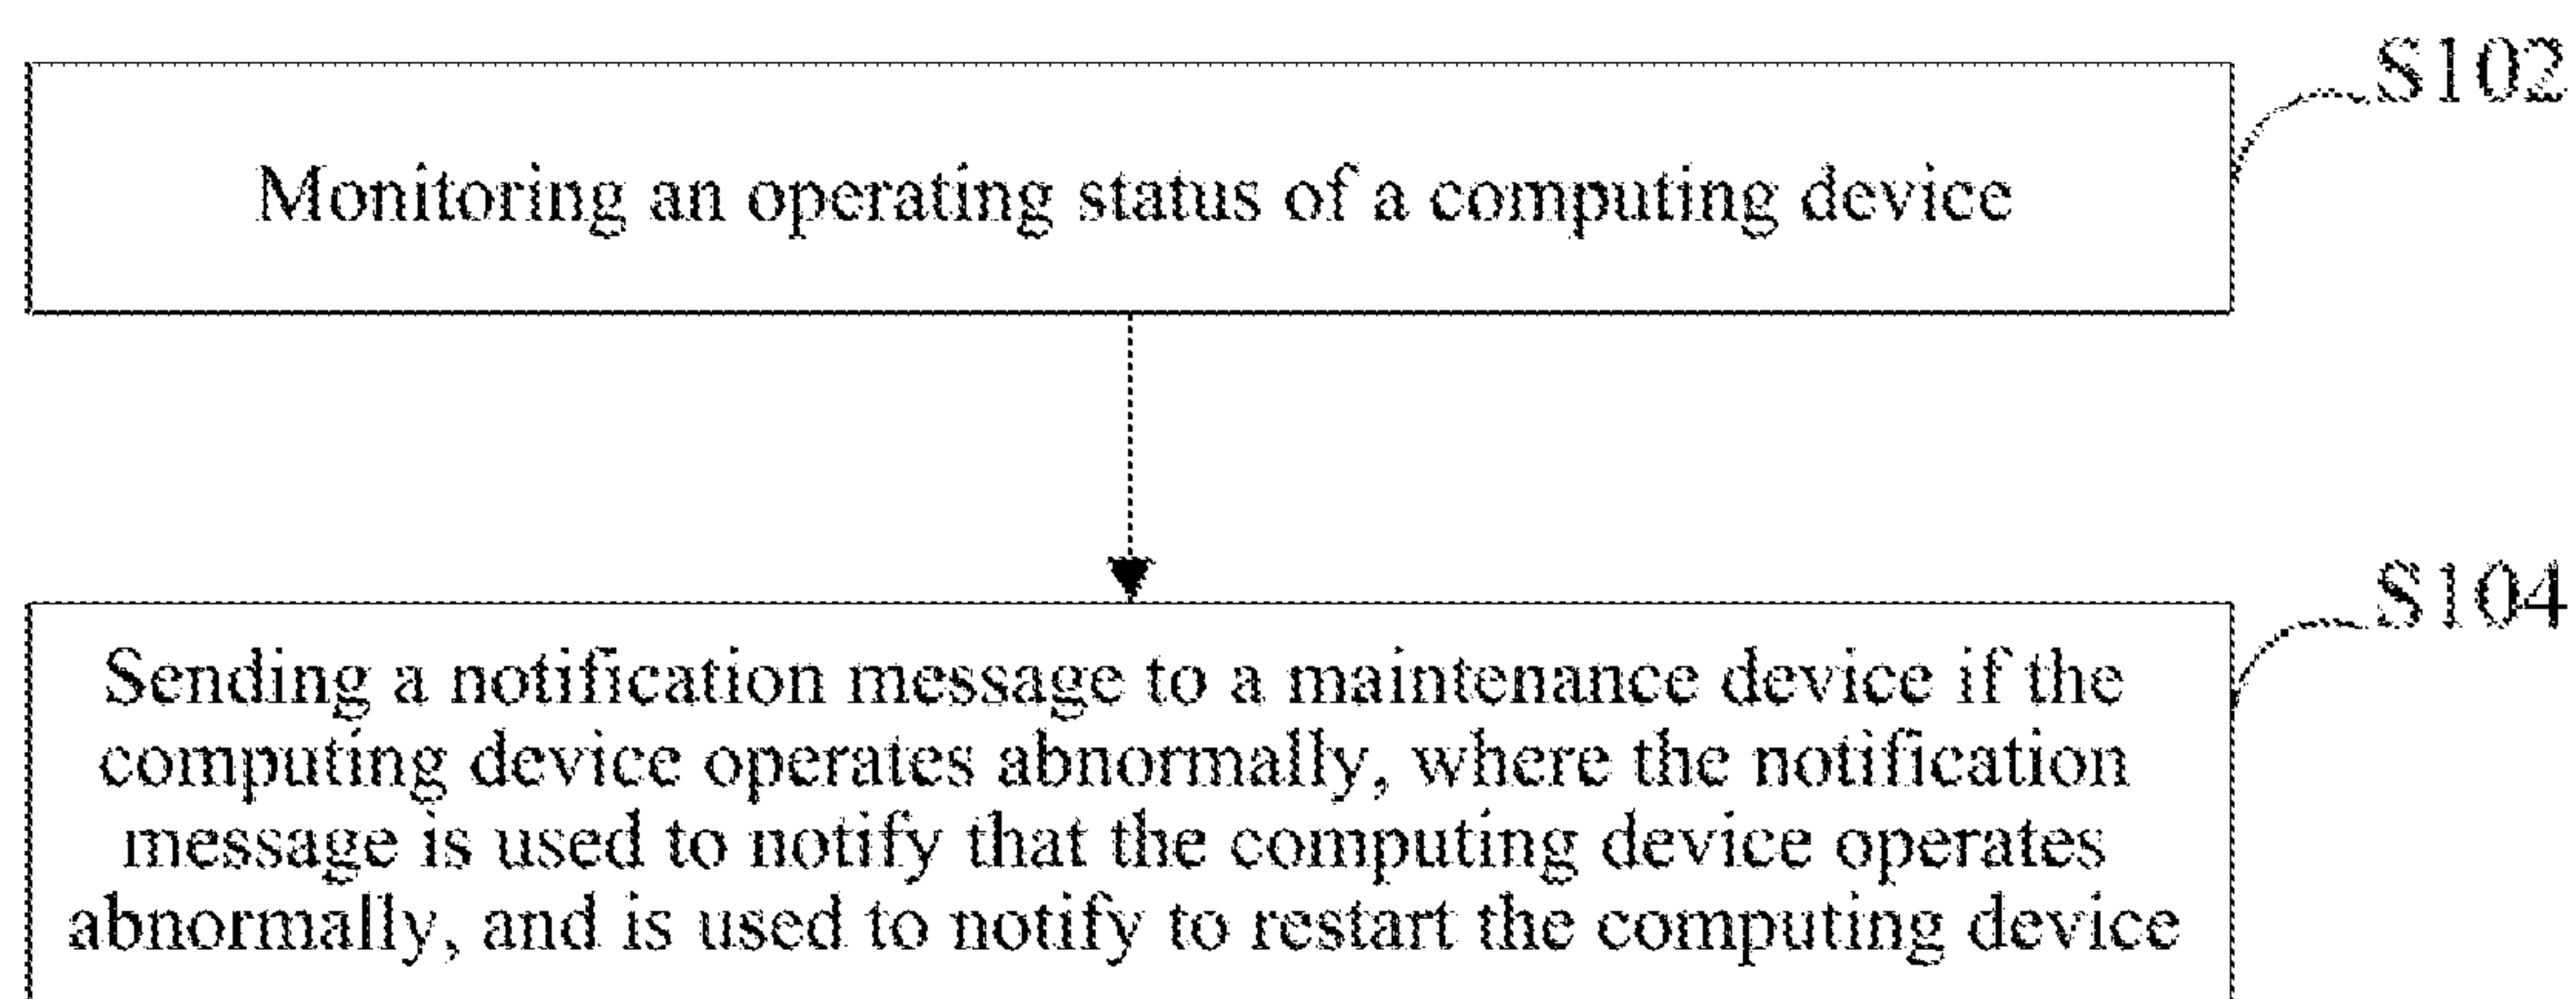 S102
Monitoring an operating status of a computing device
S104
Sending a notification message to a maintenance device if the
computing device operates abnormally, where the notification
message is used to notify that the computing device operates
abnormally, and is used to notify to restart the computing device